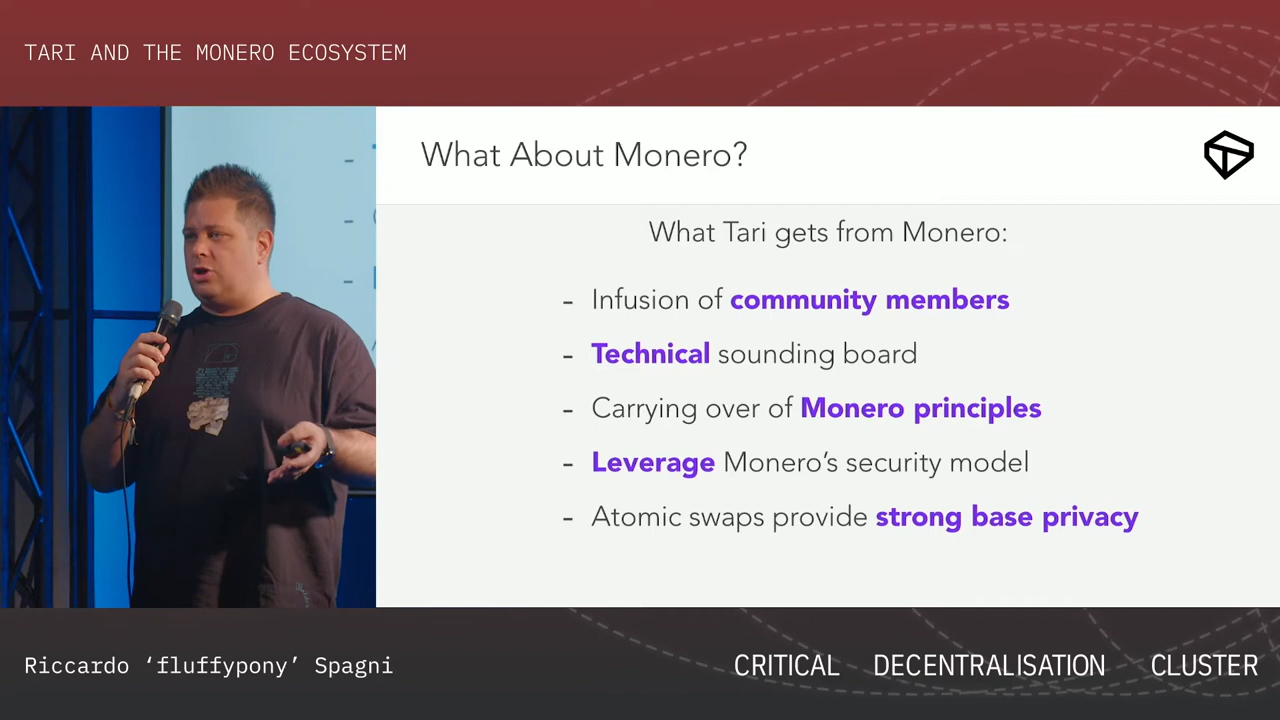 TARI AND THE MONERO ECOSYSTEM
What About Monero?
What Tari gets from Monero:
- Infusion of community members
- Technical sounding board
- Carrying over of Monero principles
- Leverage Monero’s security model
- Atomic swaps provide strong base privacy
Riccardo ‘fluffypony’ Spagni
CRITICAL DECENTRALISATION CLUSTER